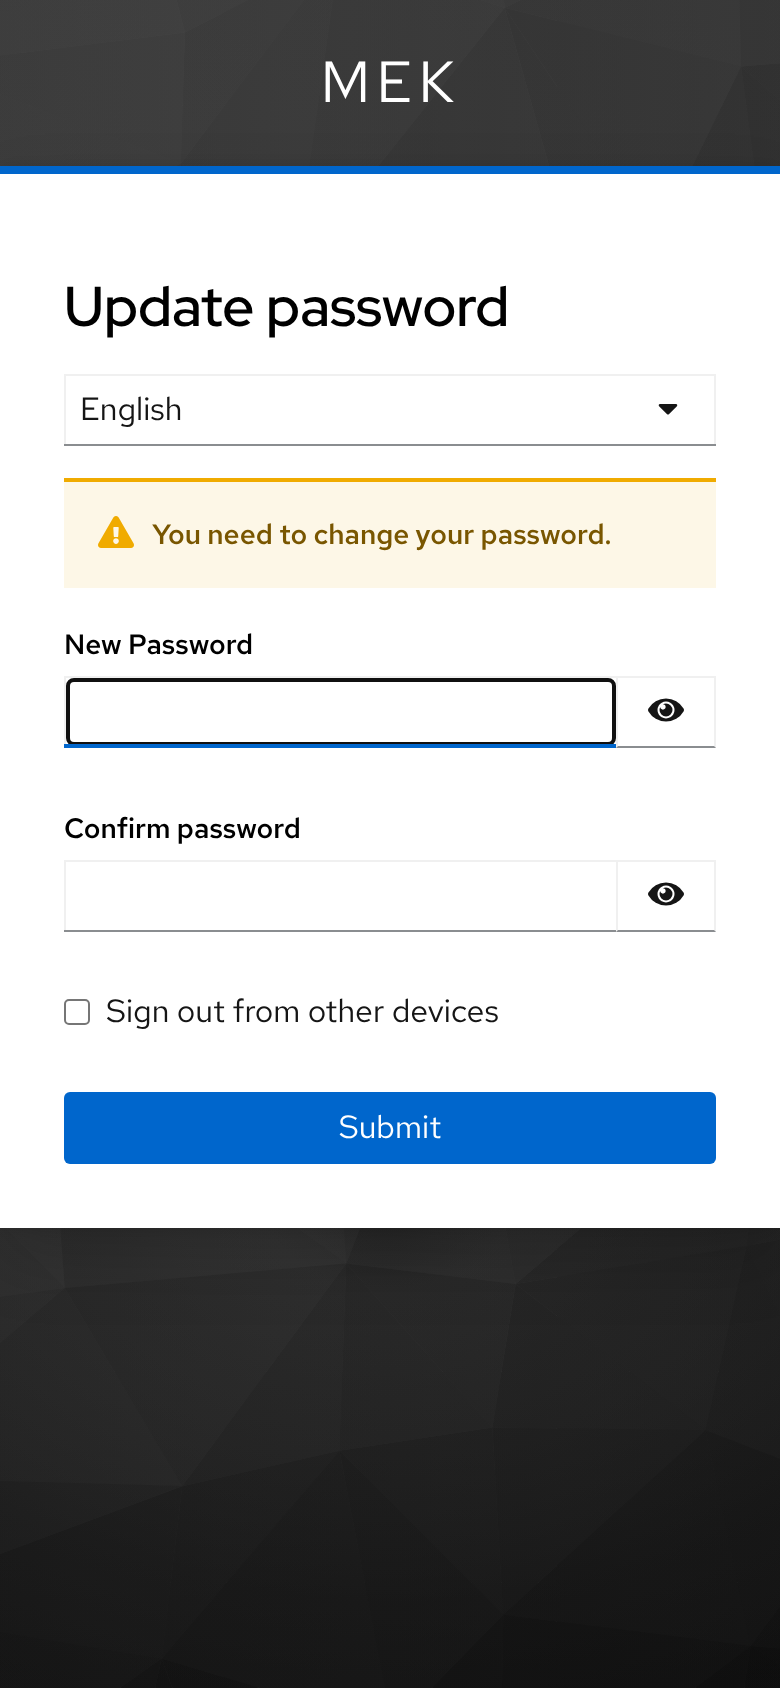 MEK
Update password
English
You need to change your password.
New Password
Confirm password
Sign out from other devices
Submit